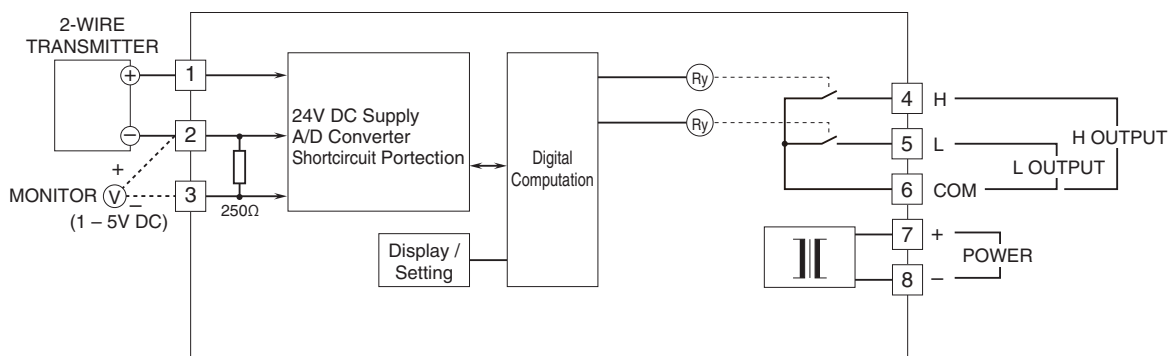 2-WIRE
TRANSMITTER
+
−
1
2
3
+
MONITOR
V
−
(1 – 5V DC)
250Ω
24V DC Supply
A/D Converter
Shortcircuit Portection
Digital
Computation
Display /
Setting
Ry
Ry
4 H
5 L
6 COM
H OUTPUT
L OUTPUT
7 +
8 –
POWER